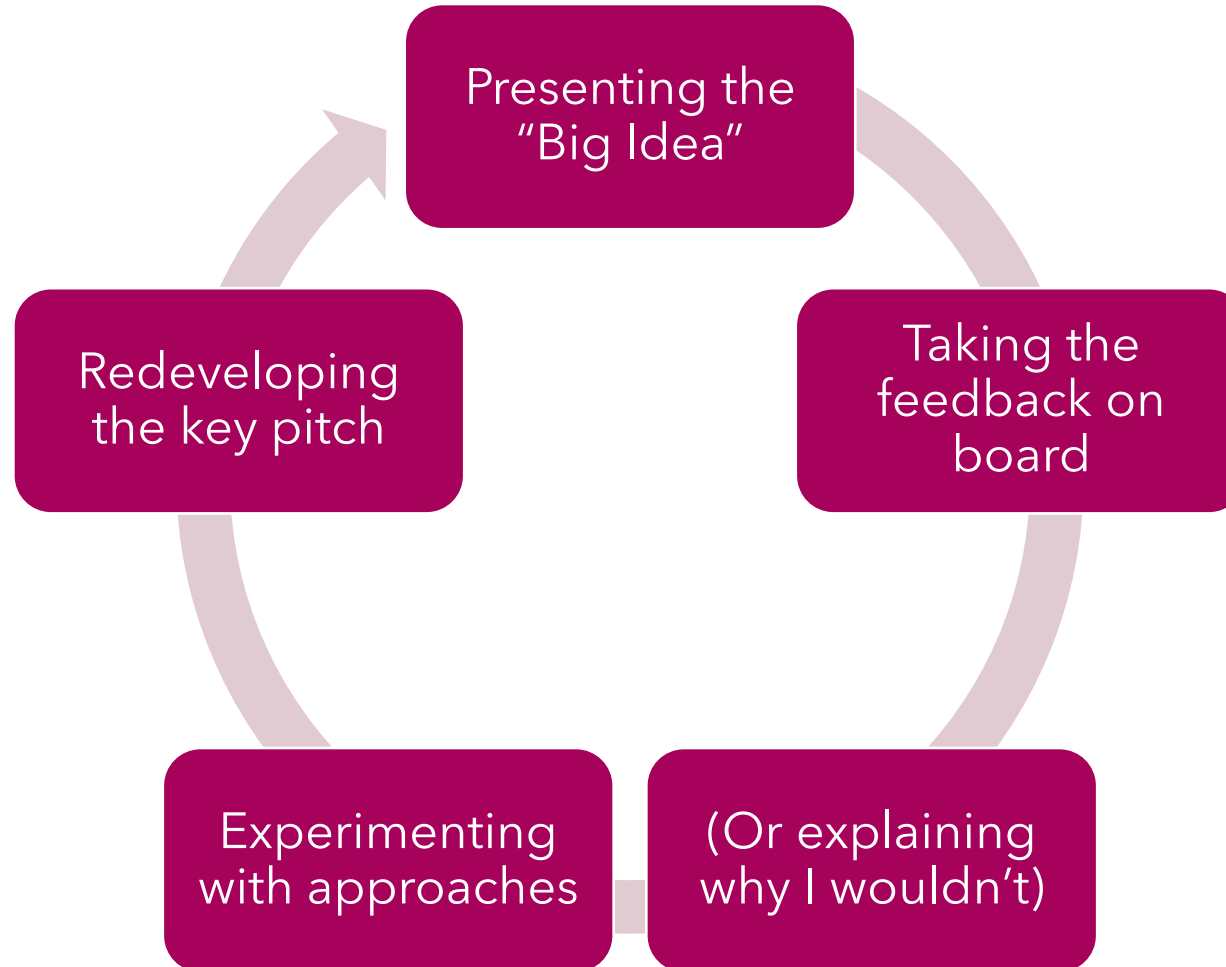 Presenting the
“Big Idea”
Taking the
feedback on
board
(Or explaining
why I wouldn’t)
Experimenting
with approaches
Redeveloping
the key pitch